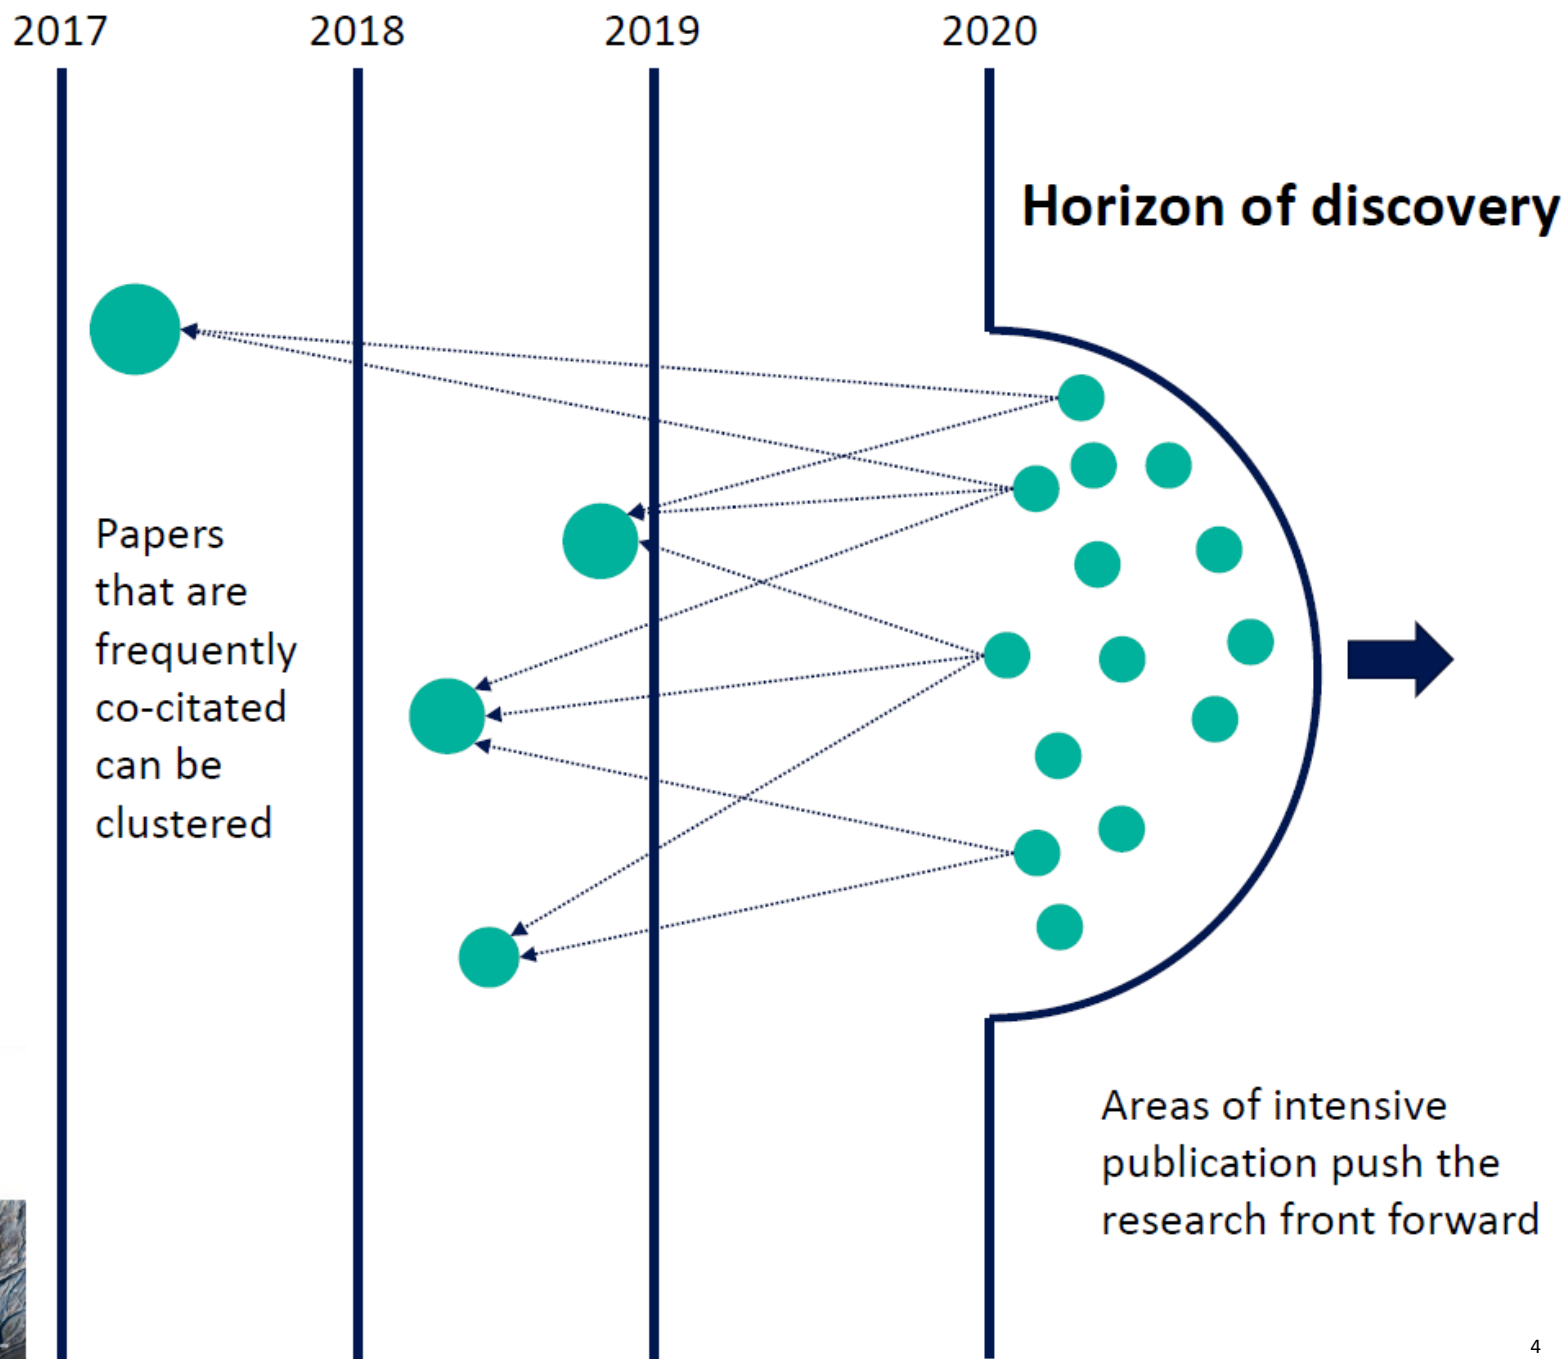 2017
2018
2019
2020
Horizon of discovery
Papers
that are
frequently
co-citated
can be
clustered
Areas of intensive
publication push the
research front forward
4